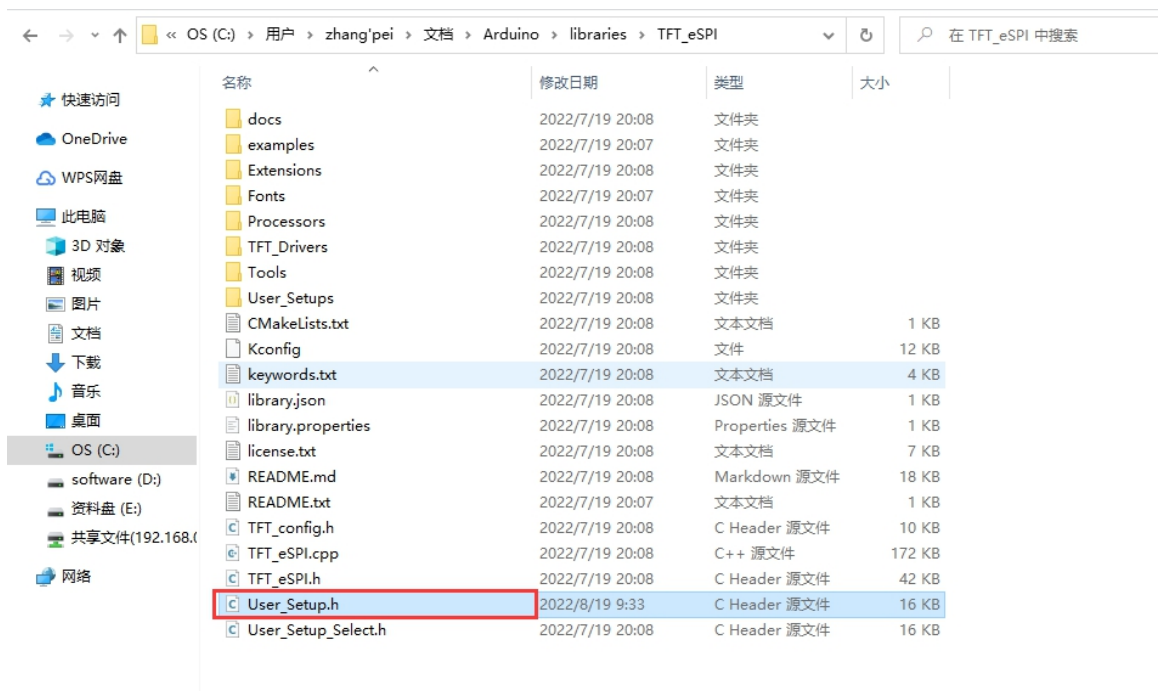 « OS (C:) › 用户 › zhang'pei › 文档 › Arduino › libraries › TFT_eSPI
在 TFT_eSPI 中搜索
快速访问
OneDrive
WPS网盘
此电脑
3D 对象
视频
图片
文档
下载
音乐
桌面
OS (C:)
software (D:)
资料盘 (E:)
共享文件(192.168.(
网络
名称 修改日期 类型 大小
docs 2022/7/19 20:08 文件夹
examples 2022/7/19 20:07 文件夹
Extensions 2022/7/19 20:08 文件夹
Fonts 2022/7/19 20:07 文件夹
Processors 2022/7/19 20:08 文件夹
TFT_Drivers 2022/7/19 20:08 文件夹
Tools 2022/7/19 20:08 文件夹
User_Setups 2022/7/19 20:08 文件夹
CMakeLists.txt 2022/7/19 20:08 文本文档 1 KB
Kconfig 2022/7/19 20:08 文件 12 KB
keywords.txt 2022/7/19 20:08 文本文档 4 KB
library.json 2022/7/19 20:08 JSON 源文件 1 KB
library.properties 2022/7/19 20:08 Properties 源文件 1 KB
license.txt 2022/7/19 20:08 文本文档 7 KB
README.md 2022/7/19 20:08 Markdown 源文件 18 KB
README.txt 2022/7/19 20:07 文本文档 1 KB
TFT_config.h 2022/7/19 20:08 C Header 源文件 10 KB
TFT_eSPI.cpp 2022/7/19 20:08 C++ 源文件 172 KB
TFT_eSPI.h 2022/7/19 20:08 C Header 源文件 42 KB
User_Setup.h 2022/8/19 9:33 C Header 源文件 16 KB
User_Setup_Select.h 2022/7/19 20:08 C Header 源文件 16 KB